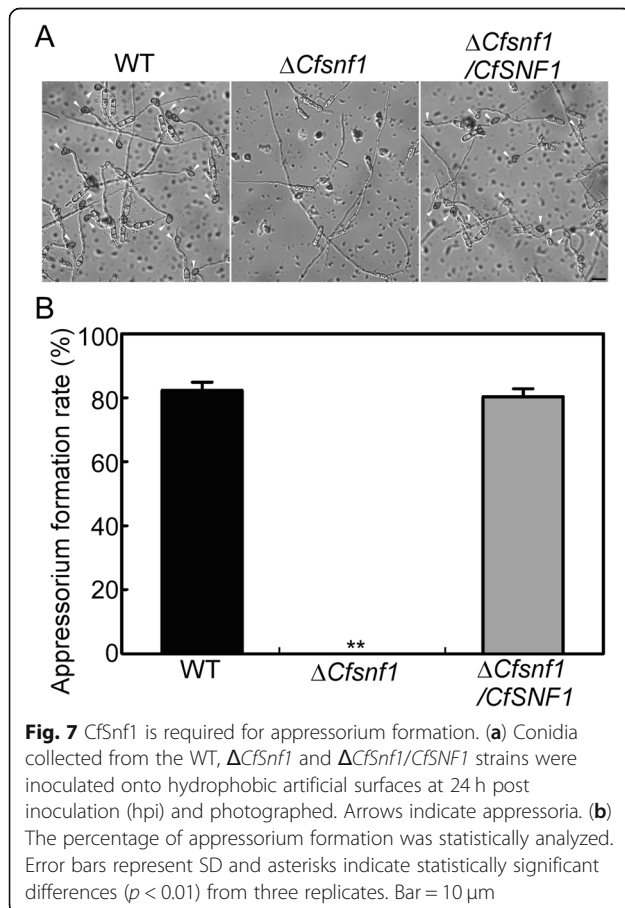 A
WT
ΔCfsnf1
ΔCfsnf1
/CfSNF1
B
Appressorium formation rate (%)
100
80
60
40
20
0
**
WT
ΔCfsnf1
ΔCfsnf1
/CfSNF1
Fig. 7 CfSnf1 is required for appressorium formation. (a) Conidia
collected from the WT, ΔCfSnf1 and ΔCfSnf1/CfSNF1 strains were
inoculated onto hydrophobic artificial surfaces at 24 h post
inoculation (hpi) and photographed. Arrows indicate appressoria. (b)
The percentage of appressorium formation was statistically analyzed.
Error bars represent SD and asterisks indicate statistically significant
differences (p < 0.01) from three replicates. Bar = 10 μm